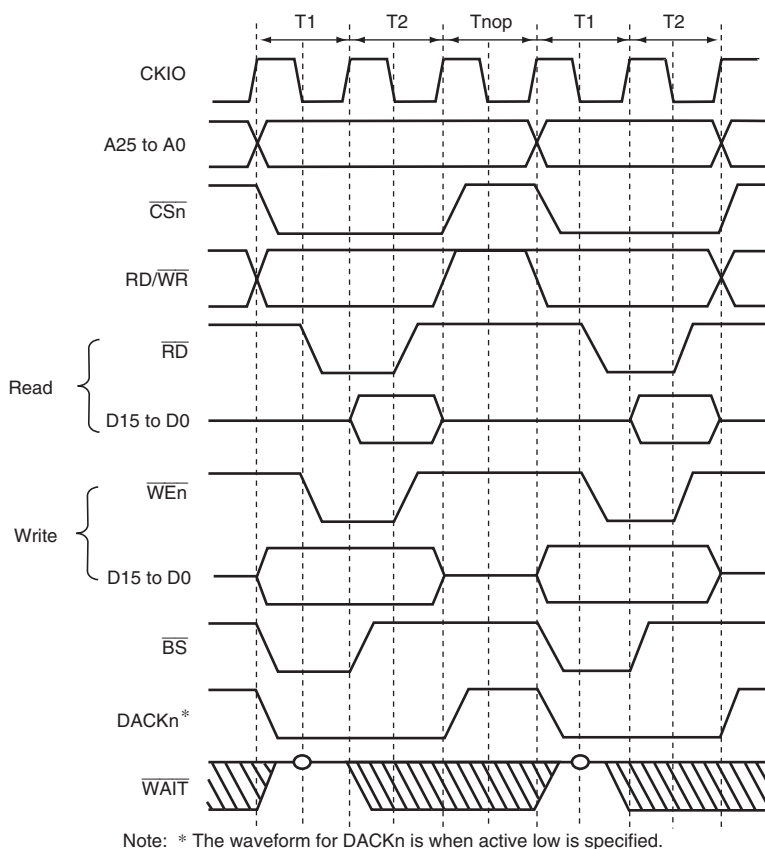 T1 T2 Tnop T1 T2
CKIO
A25 to A0
CSn
RD/WR
RD
Read
D15 to D0
WEn
Write
D15 to D0
BS
DACKn*
WAIT
Note: * The waveform for DACKn is when active low is specified.